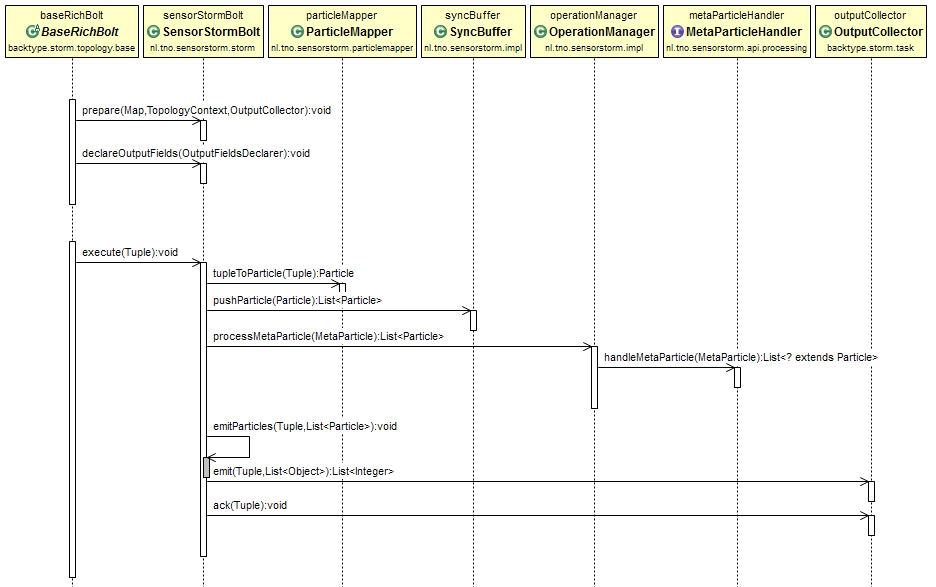 baseRichBolt sensorStormBolt particleMapper syncBuffer operationManager metaParticleHandler outputCollector
BaseRichBolt SensorStormBolt ParticleMapper SyncBuffer OperationManager MetaParticleHandler OutputCollector
backtype.storm.topology.base nl.tno.sensorstorm.storm nl.tno.sensorstorm.particlemapper nl.tno.sensorstorm.impl nl.tno.sensorstorm.impl nl.tno.sensorstorm.api.processing backtype.storm.task
prepare(Map,TopologyContext,OutputCollector):void
declareOutputFields(OutputFieldsDeclarer):void
execute(Tuple):void
tupleToParticle(Tuple):Particle
pushParticle(Particle):List<Particle>
processMetaParticle(MetaParticle):List<Particle>
handleMetaParticle(MetaParticle):List<? extends Particle>
emitParticles(Tuple,List<Particle>):void
emit(Tuple,List<Object>):List<Integer>
ack(Tuple):void